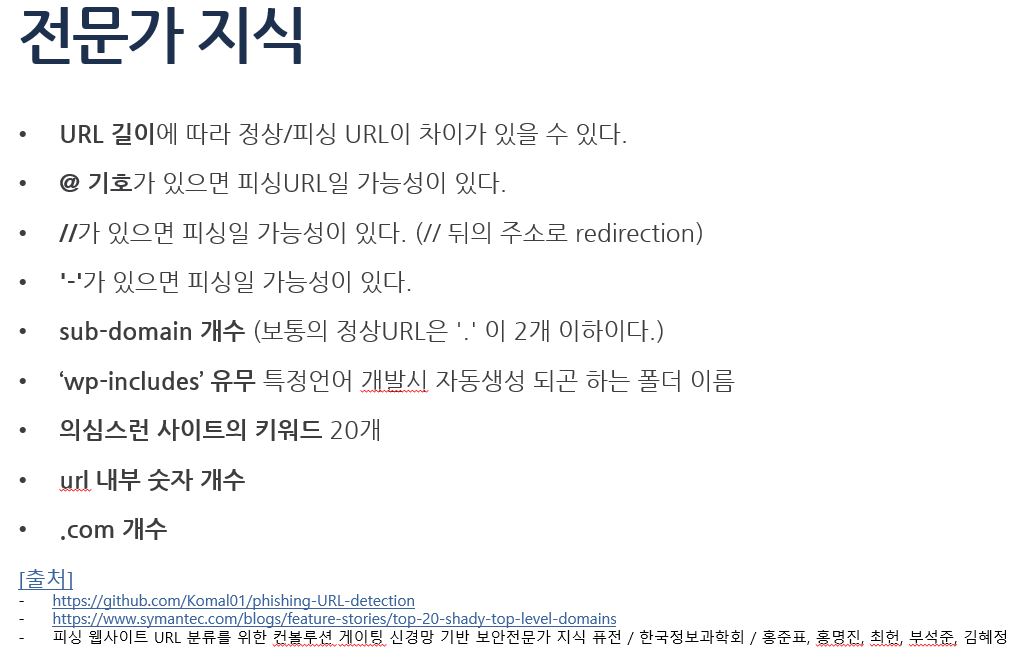 전문가 지식
• URL 길이에 따라 정상/피싱 URL이 차이가 있을 수 있다.
• @ 기호가 있으면 피싱URL일 가능성이 있다.
• //가 있으면 피싱일 가능성이 있다. (// 뒤의 주소로 redirection)
• '-'가 있으면 피싱일 가능성이 있다.
• sub-domain 개수 (보통의 정상URL은 '.' 이 2개 이하이다.)
• ‘wp-includes’ 유무 특정언어 개발시 자동생성 되곤 하는 폴더 이름
• 의심스런 사이트의 키워드 20개
• url 내부 숫자 개수
• .com 개수
[출처]
- https://github.com/Komal01/phishing-URL-detection
- https://www.symantec.com/blogs/feature-stories/top-20-shady-top-level-domains
- 피싱 웹사이트 URL 분류를 위한 컨볼루션 게이팅 신경망 기반 보안전문가 지식 퓨전 / 한국정보과학회 / 홍준표, 홍명진, 최헌, 부석준, 김혜정